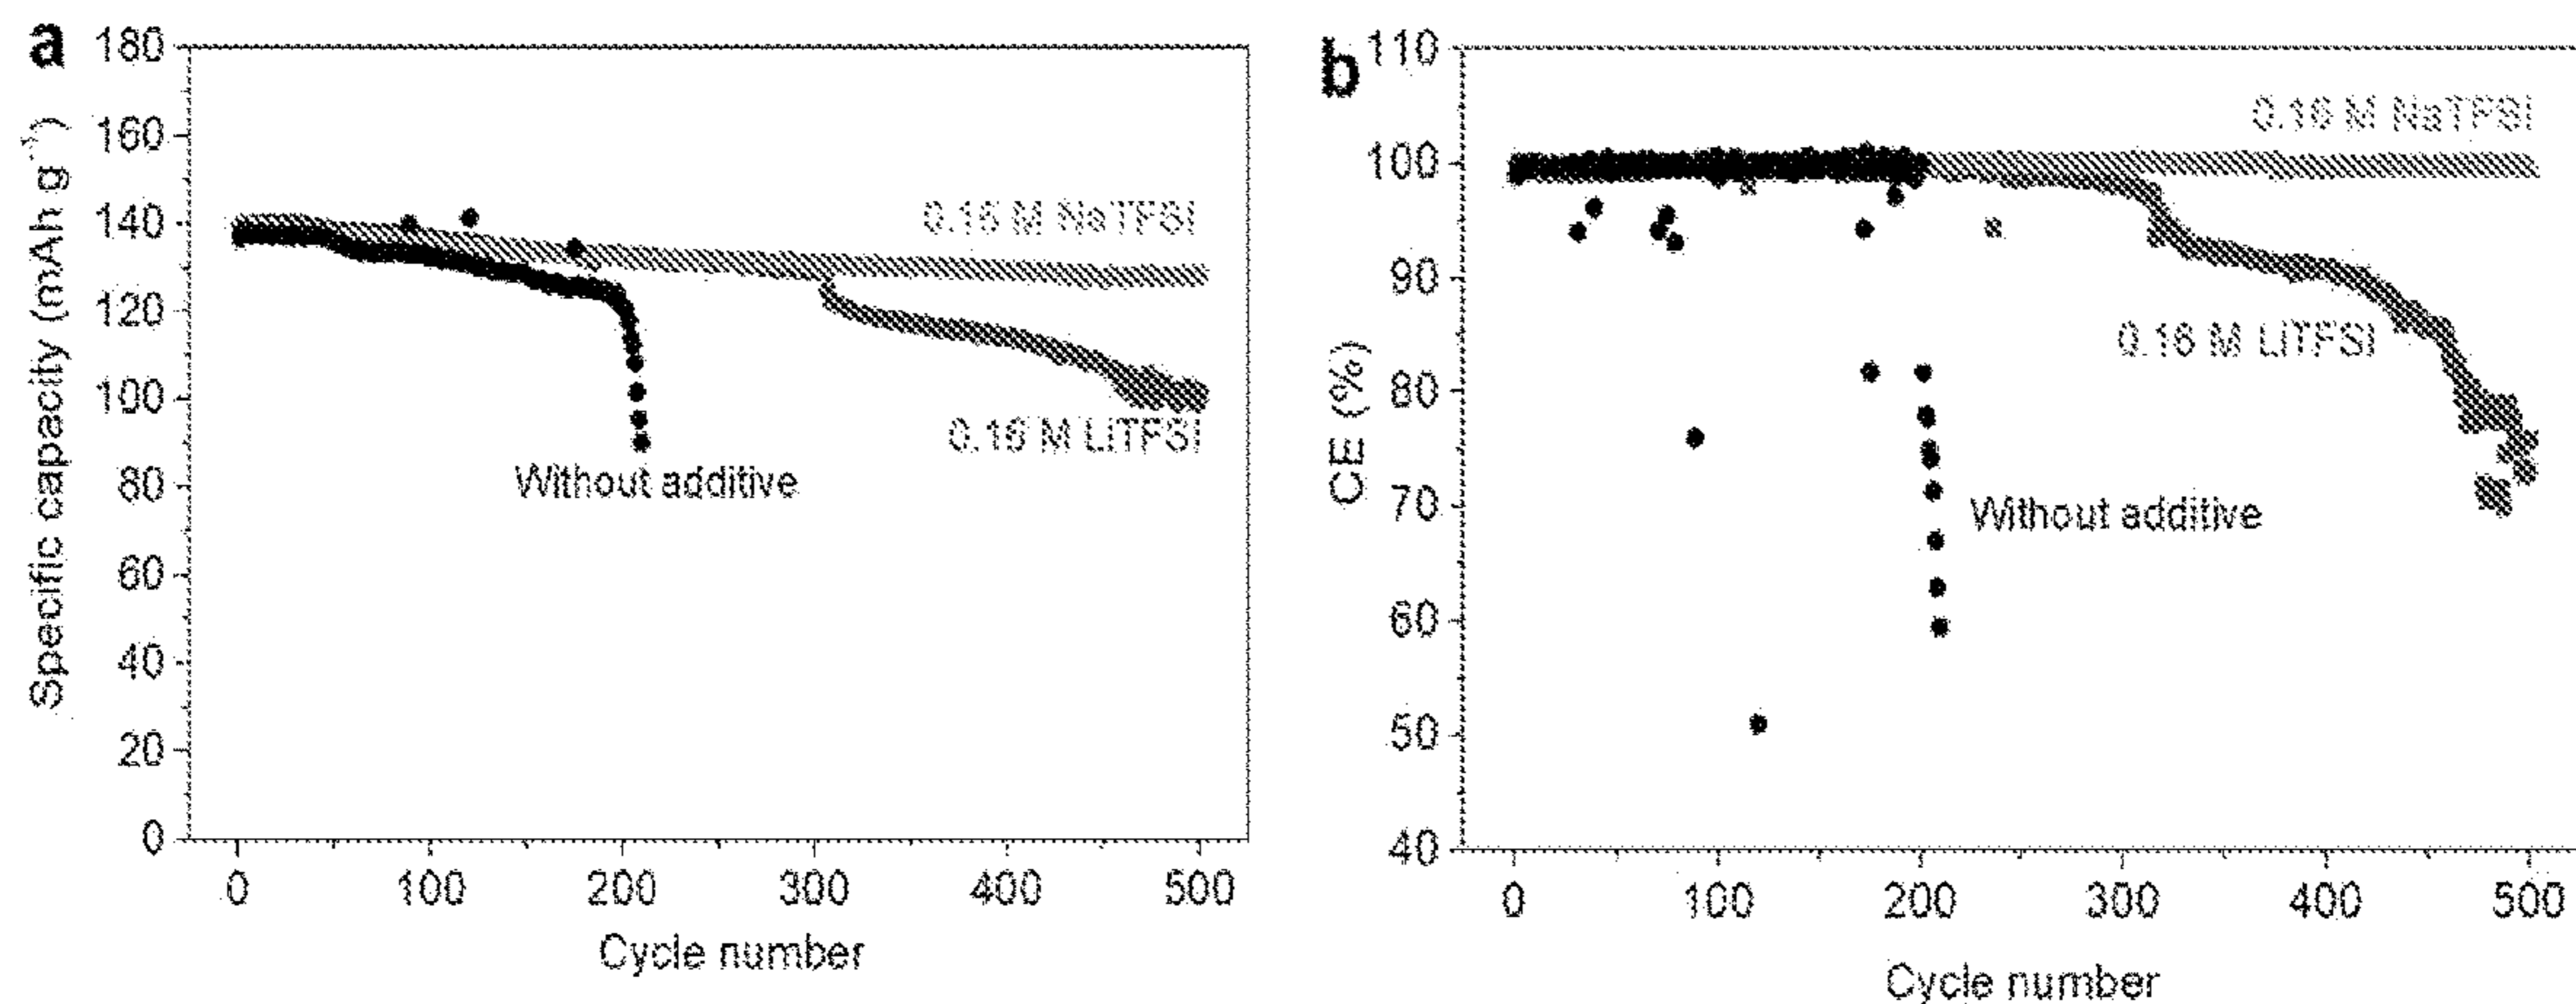 a
Specific capacity (mAh g⁻¹)
180
160
140
120
100
80
60
40
20
0
0.16 M NaTFSI
0.16 M LiTFSI
Without additive
0 100 200 300 400 500
Cycle number
b
CE (%)
110
100
90
80
70
60
50
40
0.16 M NaTFSI
0.16 M LiTFSI
Without additive
0 100 200 300 400 500
Cycle number